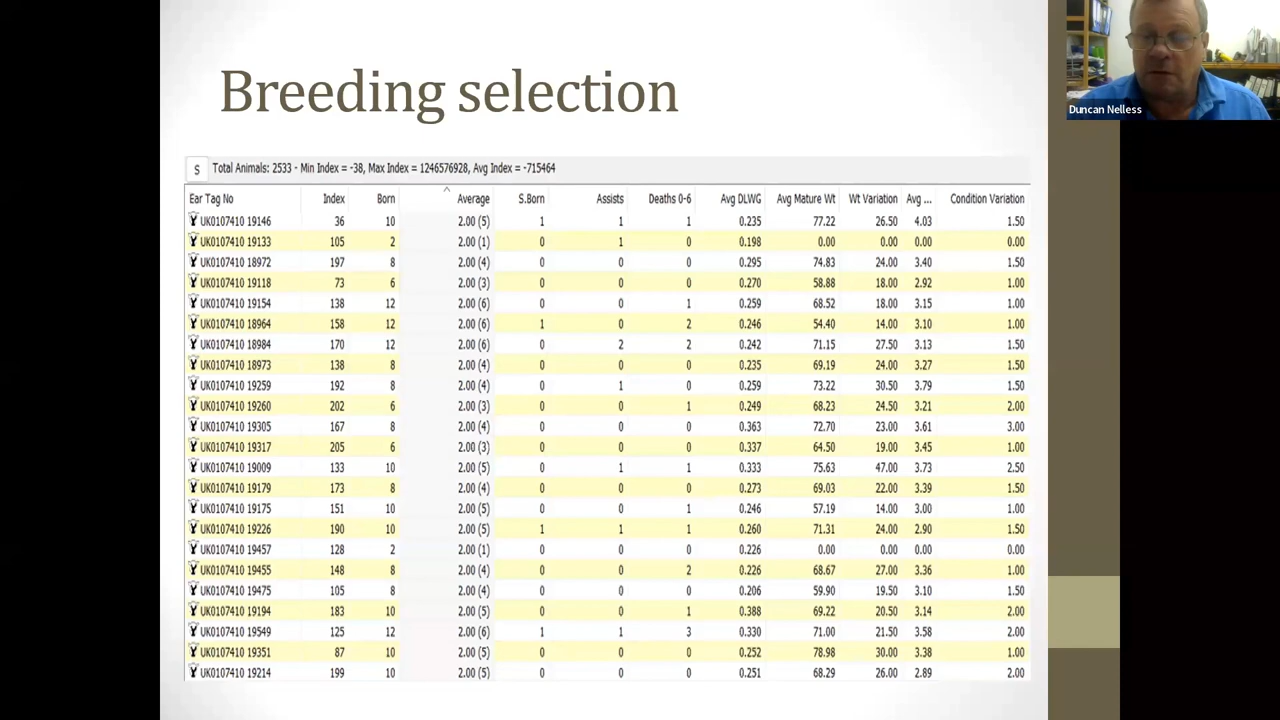 Breeding selection
Duncan Nelless
S Total Animals: 2533 - Min Index = -38, Max Index = 1246576928, Avg Index = -715464
Ear Tag No Index Born Average S.Born Assists Deaths 0-6 Avg DLWG Avg Mature Wt Wt Variation Avg ... Condition Variation
UK0107410 19146 36 10 2.00 (5) 1 1 1 0.235 77.22 26.50 4.03 1.50
UK0107410 19133 105 2 2.00 (1) 0 1 0 0.198 0.00 0.00 0.00 0.00
UK0107410 18972 197 8 2.00 (4) 0 0 0 0.295 74.83 24.00 3.40 1.50
UK0107410 19118 73 6 2.00 (3) 0 0 0 0.270 58.88 18.00 2.92 1.00
UK0107410 19154 138 12 2.00 (6) 0 0 1 0.259 68.52 18.00 3.15 1.00
UK0107410 18964 158 12 2.00 (6) 1 0 2 0.246 54.40 14.00 3.10 1.00
UK0107410 18984 170 12 2.00 (6) 0 2 2 0.242 71.15 27.50 3.13 1.50
UK0107410 18973 138 8 2.00 (4) 0 0 0 0.235 69.19 24.00 3.27 1.50
UK0107410 19259 192 8 2.00 (4) 0 1 0 0.259 73.22 30.50 3.79 1.50
UK0107410 19260 202 6 2.00 (3) 0 0 1 0.249 68.23 24.50 3.21 2.00
UK0107410 19305 167 8 2.00 (4) 0 0 0 0.363 72.70 23.00 3.61 3.00
UK0107410 19317 205 6 2.00 (3) 0 0 0 0.337 64.50 19.00 3.45 1.00
UK0107410 19009 133 10 2.00 (5) 0 1 1 0.333 75.63 47.00 3.73 2.50
UK0107410 19179 173 8 2.00 (4) 0 0 0 0.273 69.03 22.00 3.39 1.50
UK0107410 19175 151 10 2.00 (5) 0 0 1 0.246 57.19 14.00 3.00 1.00
UK0107410 19226 190 10 2.00 (5) 1 1 1 0.260 71.31 24.00 2.90 1.50
UK0107410 19457 128 2 2.00 (1) 0 0 0 0.226 0.00 0.00 0.00 0.00
UK0107410 19455 148 8 2.00 (4) 0 0 2 0.226 68.67 27.00 3.36 1.00
UK0107410 19475 105 8 2.00 (4) 0 0 0 0.206 59.90 19.50 3.10 1.50
UK0107410 19194 183 10 2.00 (5) 0 0 1 0.388 69.22 20.50 3.14 2.00
UK0107410 19549 125 12 2.00 (6) 1 1 3 0.330 71.00 21.50 3.58 2.00
UK0107410 19351 87 10 2.00 (5) 0 0 0 0.252 78.98 30.00 3.38 1.00
UK0107410 19214 199 10 2.00 (5) 0 0 0 0.251 68.29 26.00 2.89 2.00